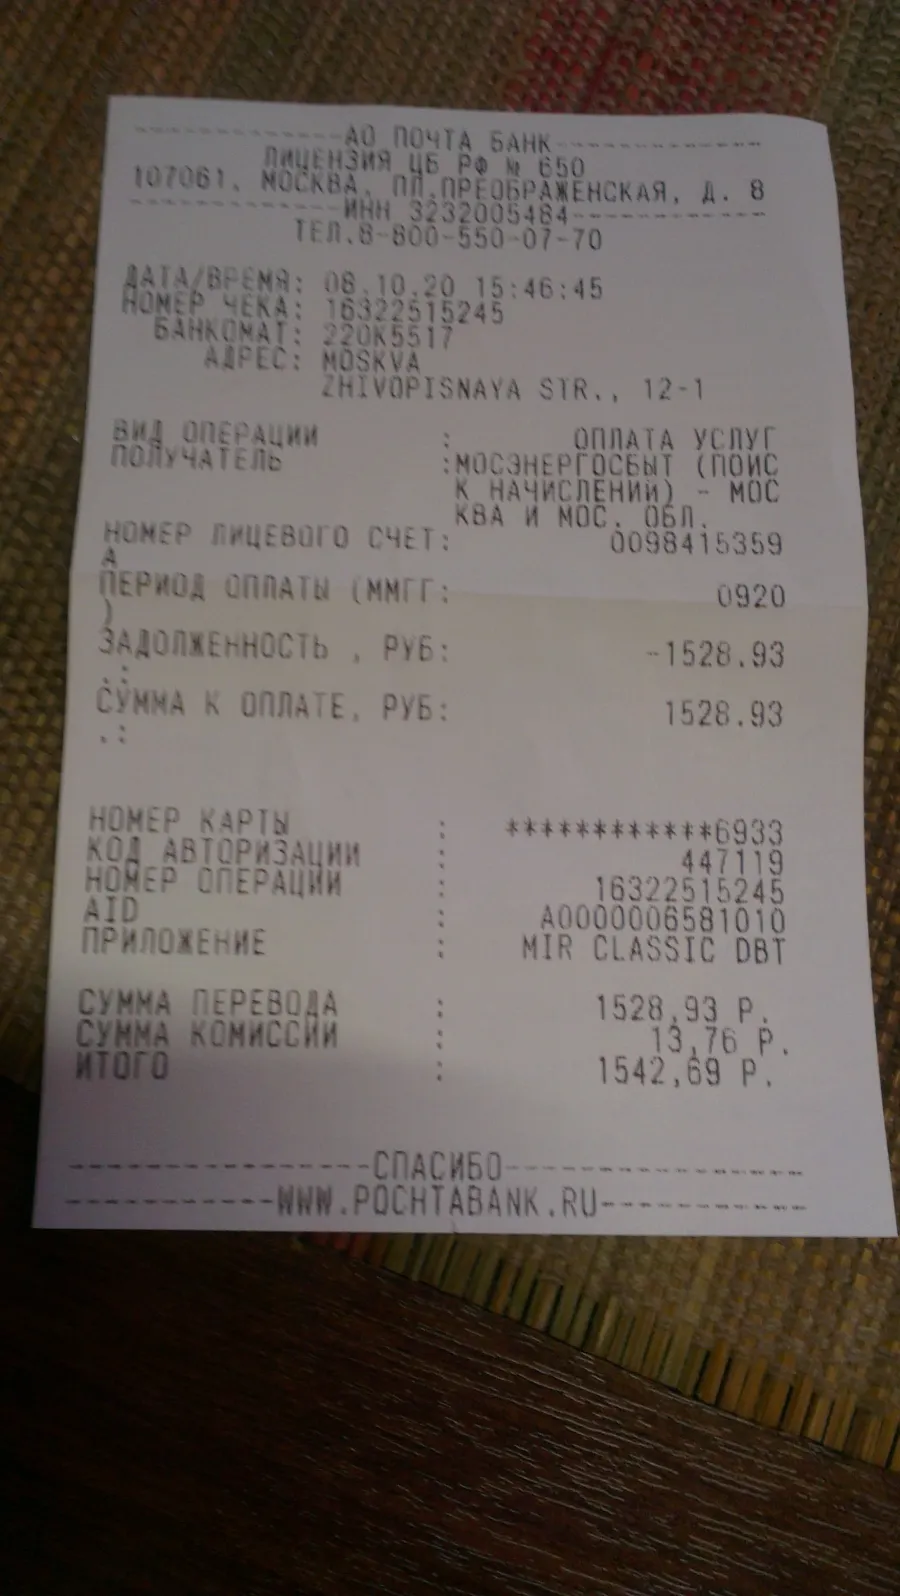 ------------АО ПОЧТА БАНК------------
ЛИЦЕНЗИЯ ЦБ РФ № 650
107061, МОСКВА, ПЛ.ПРЕОБРАЖЕНСКАЯ, Д. 8
------------ИНН 3232005484------------
ТЕЛ.8-800-550-07-70
ДАТА/ВРЕМЯ: 08.10.20 15:46:45
НОМЕР ЧЕКА: 16322515245
БАНКОМАТ: 220K5517
АДРЕС: MOSKVA
ZHIVOPISNAYA STR., 12-1
ВИД ОПЕРАЦИИ : ОПЛАТА УСЛУГ
ПОЛУЧАТЕЛЬ :МОСЭНЕРГОСБЫТ (ПОИС
К НАЧИСЛЕНИЙ) - МОС
КВА И МОС. ОБЛ.
НОМЕР ЛИЦЕВОГО СЧЕТ: 0098415359
А
ПЕРИОД ОПЛАТЫ (ММГГ: 0920
)
ЗАДОЛЖЕННОСТЬ , РУБ: -1528.93
.:
СУММА К ОПЛАТЕ, РУБ: 1528.93
.:
НОМЕР КАРТЫ : ************6933
КОД АВТОРИЗАЦИИ : 447119
НОМЕР ОПЕРАЦИИ : 16322515245
AID : A0000006581010
ПРИЛОЖЕНИЕ : MIR CLASSIC DBT
СУММА ПЕРЕВОДА : 1528,93 Р.
СУММА КОМИССИИ : 13,76 Р.
ИТОГО : 1542,69 Р.
-----------------СПАСИБО-----------------
------------WWW.POCHTABANK.RU------------